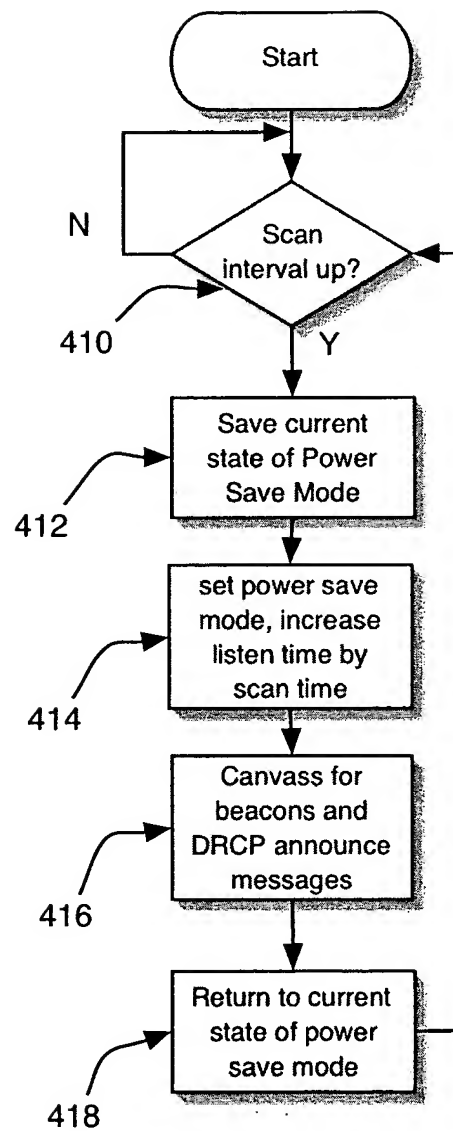 Start
N
Scan
interval up?
410
Y
Save current
state of Power
Save Mode
412
set power save
mode, increase
listen time by
scan time
414
Canvass for
beacons and
DRCP announce
messages
416
Return to current
state of power
save mode
418